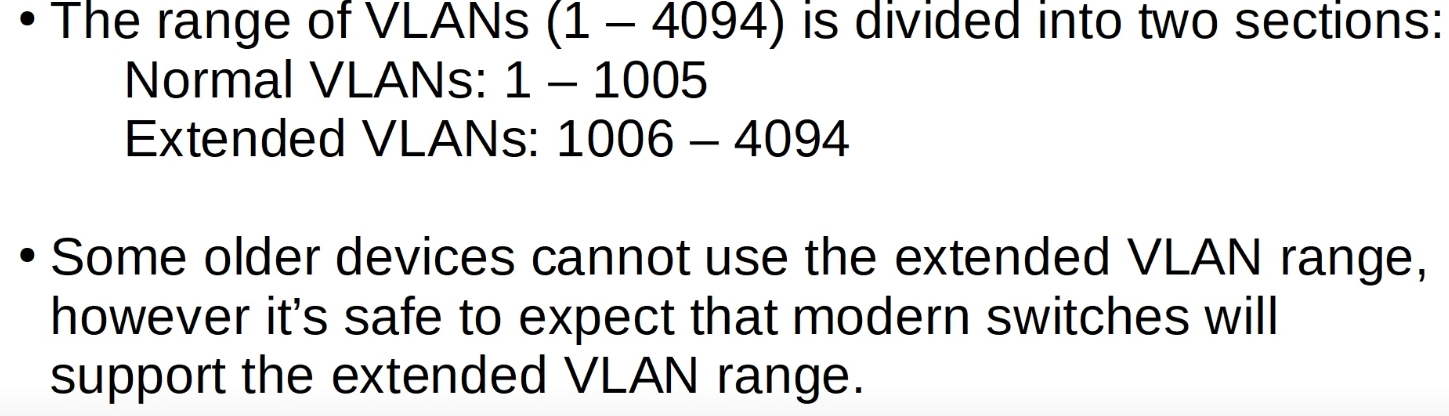 • The range of VLANs (1 – 4094) is divided into two sections:
Normal VLANs: 1 – 1005
Extended VLANs: 1006 – 4094
• Some older devices cannot use the extended VLAN range,
however it’s safe to expect that modern switches will
support the extended VLAN range.